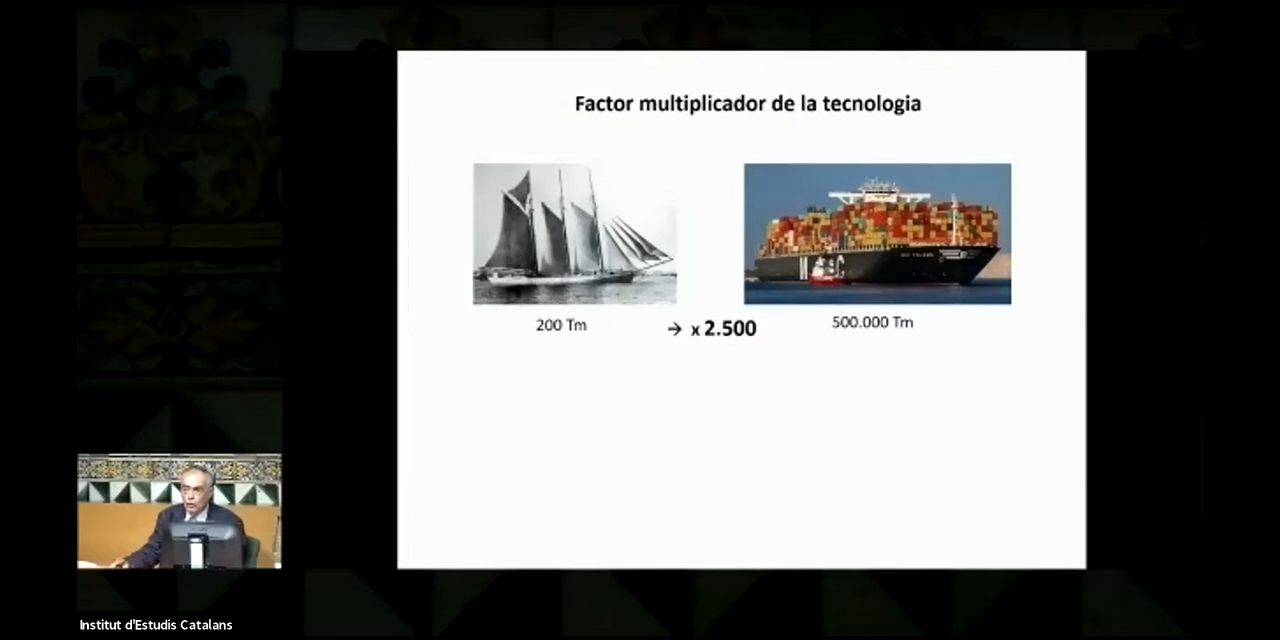 Factor multiplicador de la tecnologia
200 Tm
→ x 2.500
500.000 Tm
Institut d'Estudis Catalans